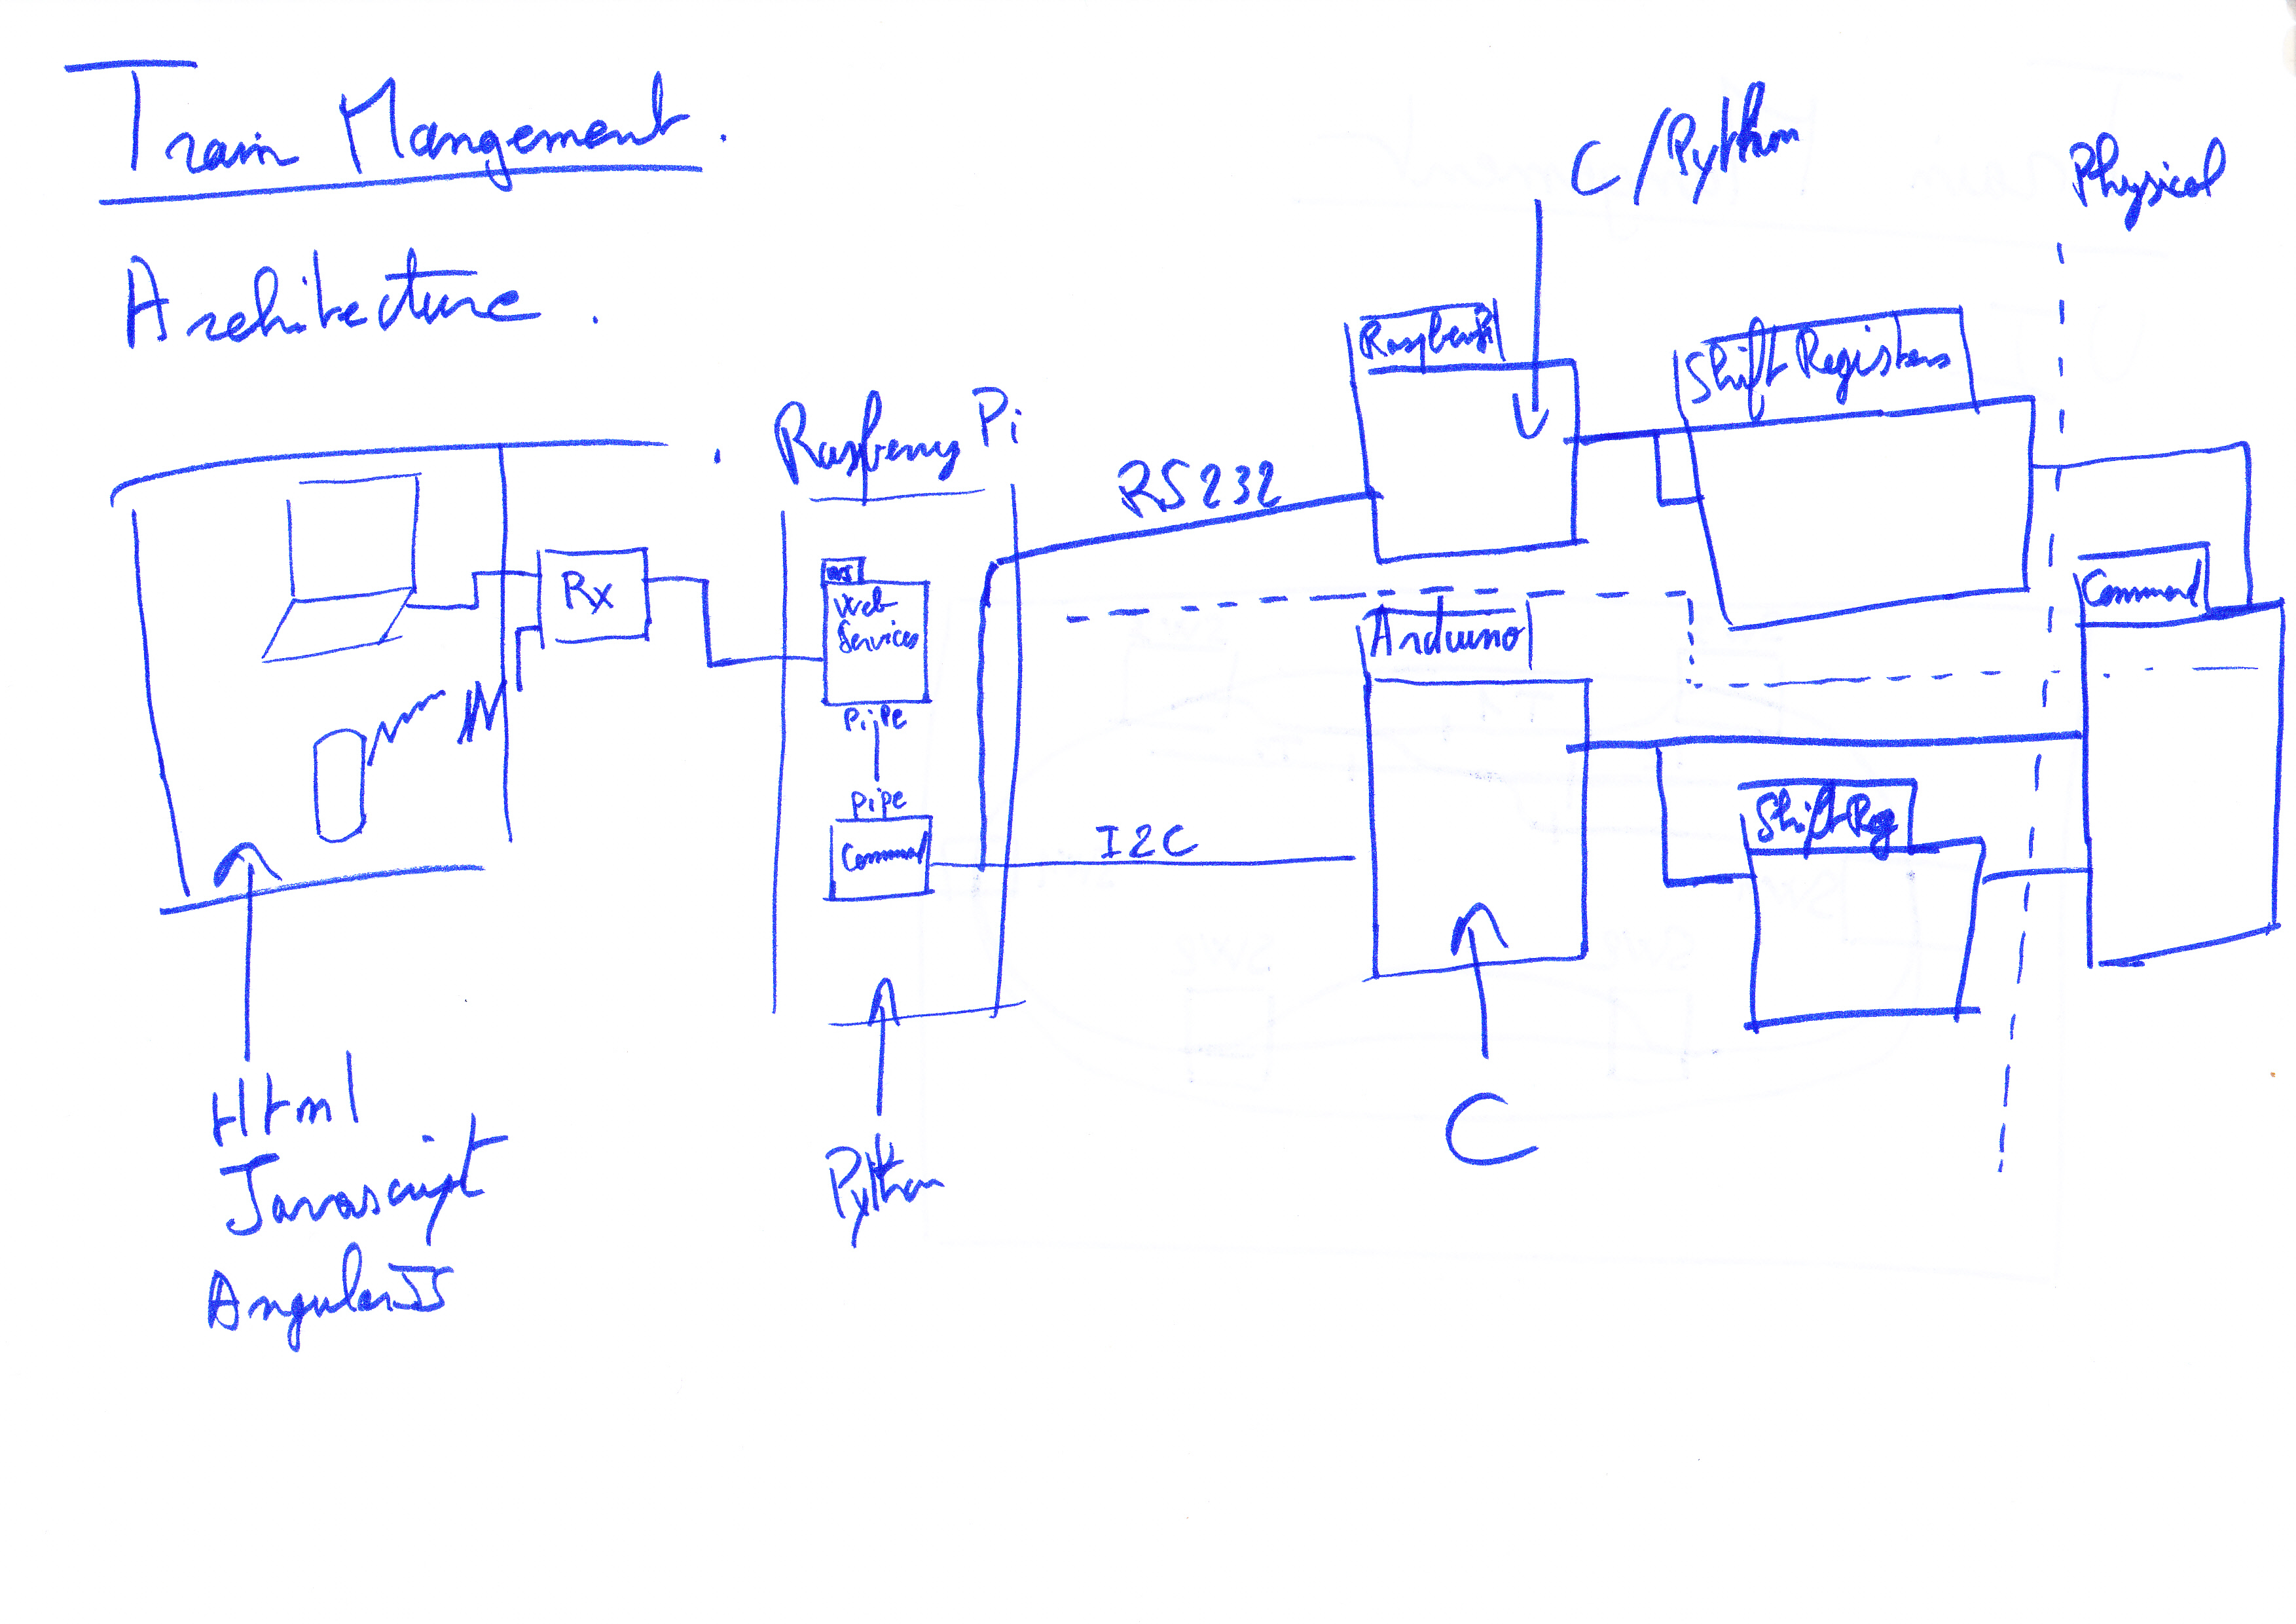 Train Mangement.
Architecture.
C/Python
Physical
Raspberry Pi
RS232
Shift Registers
Rx
WS
Web
Services
Pipe
Pipe
Command
I2C
Arduino
Command
Shift Reg
Html
Javascript
AngularJS
Python
C